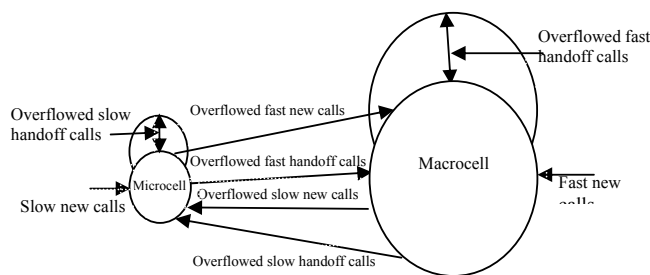 Overflowed fast
handoff calls
Overflowed slow
handoff calls
Overflowed fast new calls
Overflowed fast handoff calls
Macrocell
Microcell
Overflowed slow new calls
Fast new
calls
Slow new calls
Overflowed slow handoff calls